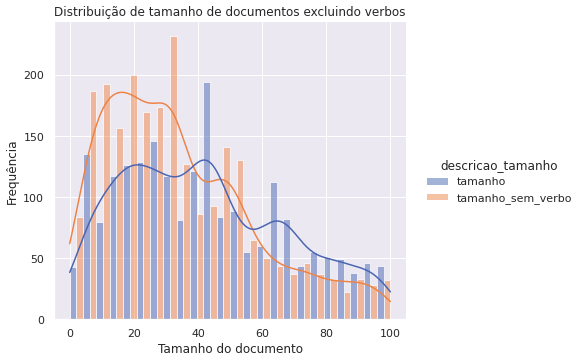 Distribuição de tamanho de documentos excluindo verbos
Frequência
200
150
100
50
0
0 20 40 60 80 100
Tamanho do documento
descricao_tamanho
tamanho
tamanho_sem_verbo